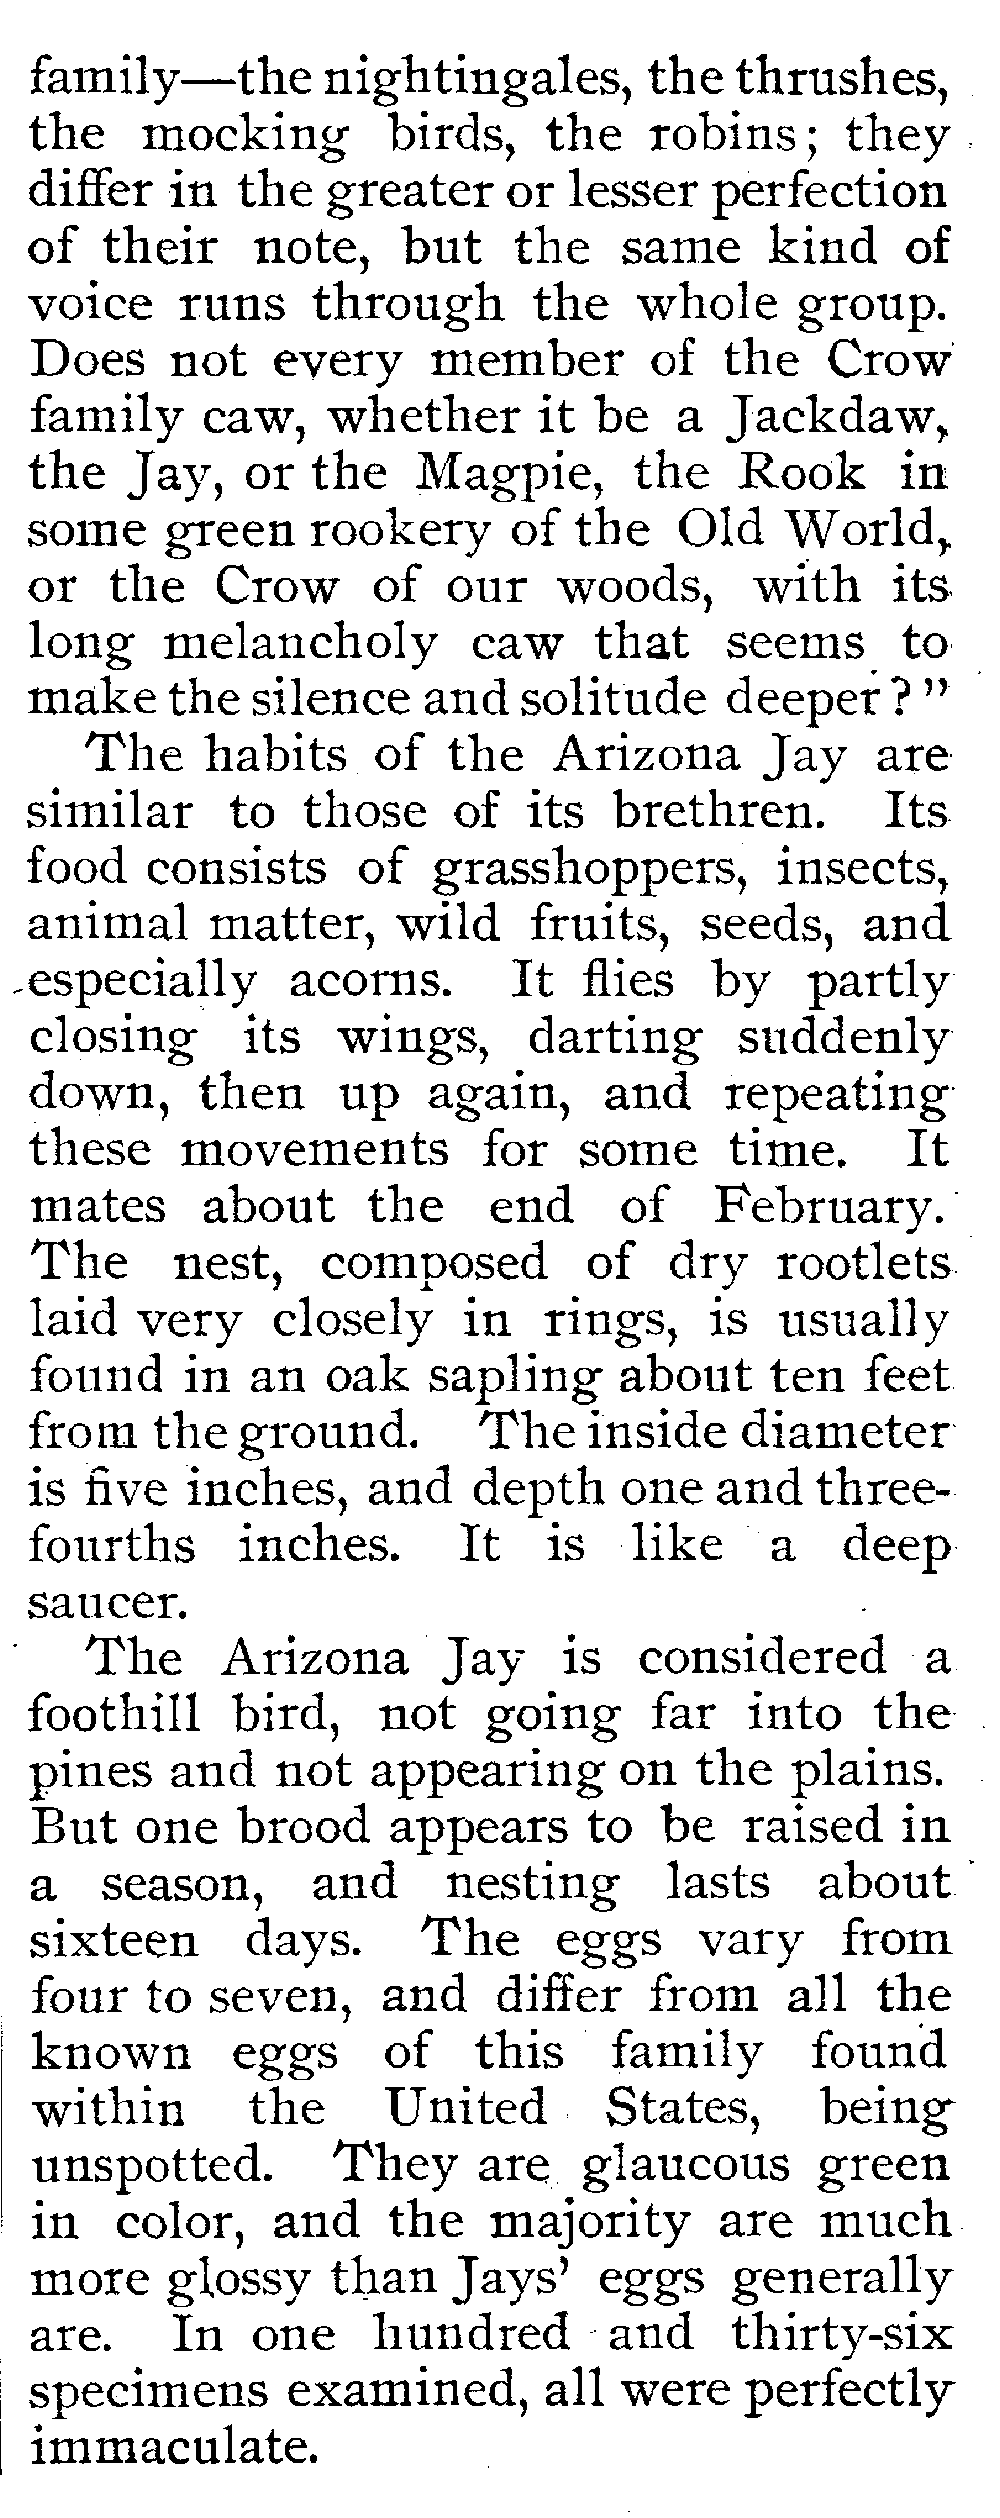 family—the nightingales, the thrushes,
the mocking birds, the robins; they
differ in the greater or lesser perfection
of their note, but the same kind of
voice runs through the whole group.
Does not every member of the Crow
family caw, whether it be a Jackdaw,
the Jay, or the Magpie, the Rook in
some green rookery of the Old World,
or the Crow of our woods, with its
long melancholy caw that seems to
make the silence and solitude deeper?"
The habits of the Arizona Jay are
similar to those of its brethren. Its
food consists of grasshoppers, insects,
animal matter, wild fruits, seeds, and
especially acorns. It flies by partly
closing its wings, darting suddenly
down, then up again, and repeating
these movements for some time. It
mates about the end of February.
The nest, composed of dry rootlets
laid very closely in rings, is usually
found in an oak sapling about ten feet
from the ground. The inside diameter
is five inches, and depth one and three-
fourths inches. It is like a deep
saucer.
The Arizona Jay is considered a
foothill bird, not going far into the
pines and not appearing on the plains.
But one brood appears to be raised in
a season, and nesting lasts about
sixteen days. The eggs vary from
four to seven, and differ from all the
known eggs of this family found
within the United States, being
unspotted. They are glaucous green
in color, and the majority are much
more glossy than Jays' eggs generally
are. In one hundred and thirty-six
specimens examined, all were perfectly
immaculate.